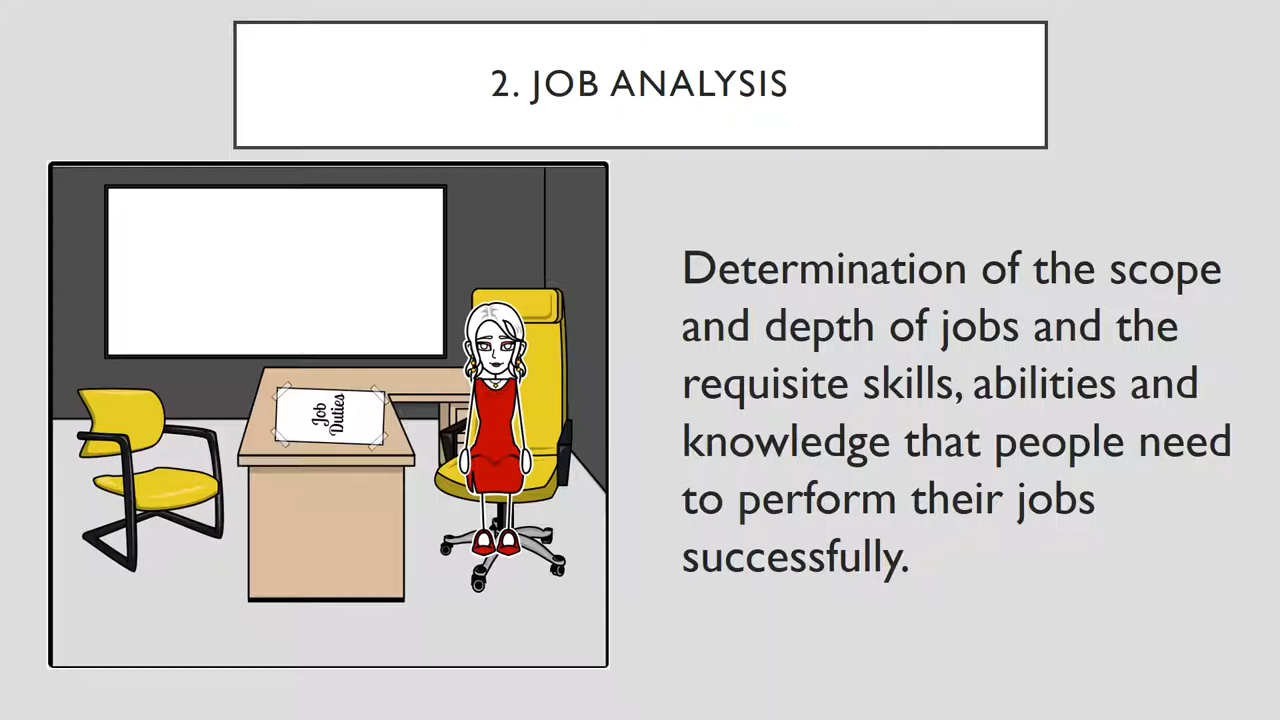 2. JOB ANALYSIS
Job
Duties
Determination of the scope
and depth of jobs and the
requisite skills, abilities and
knowledge that people need
to perform their jobs
successfully.